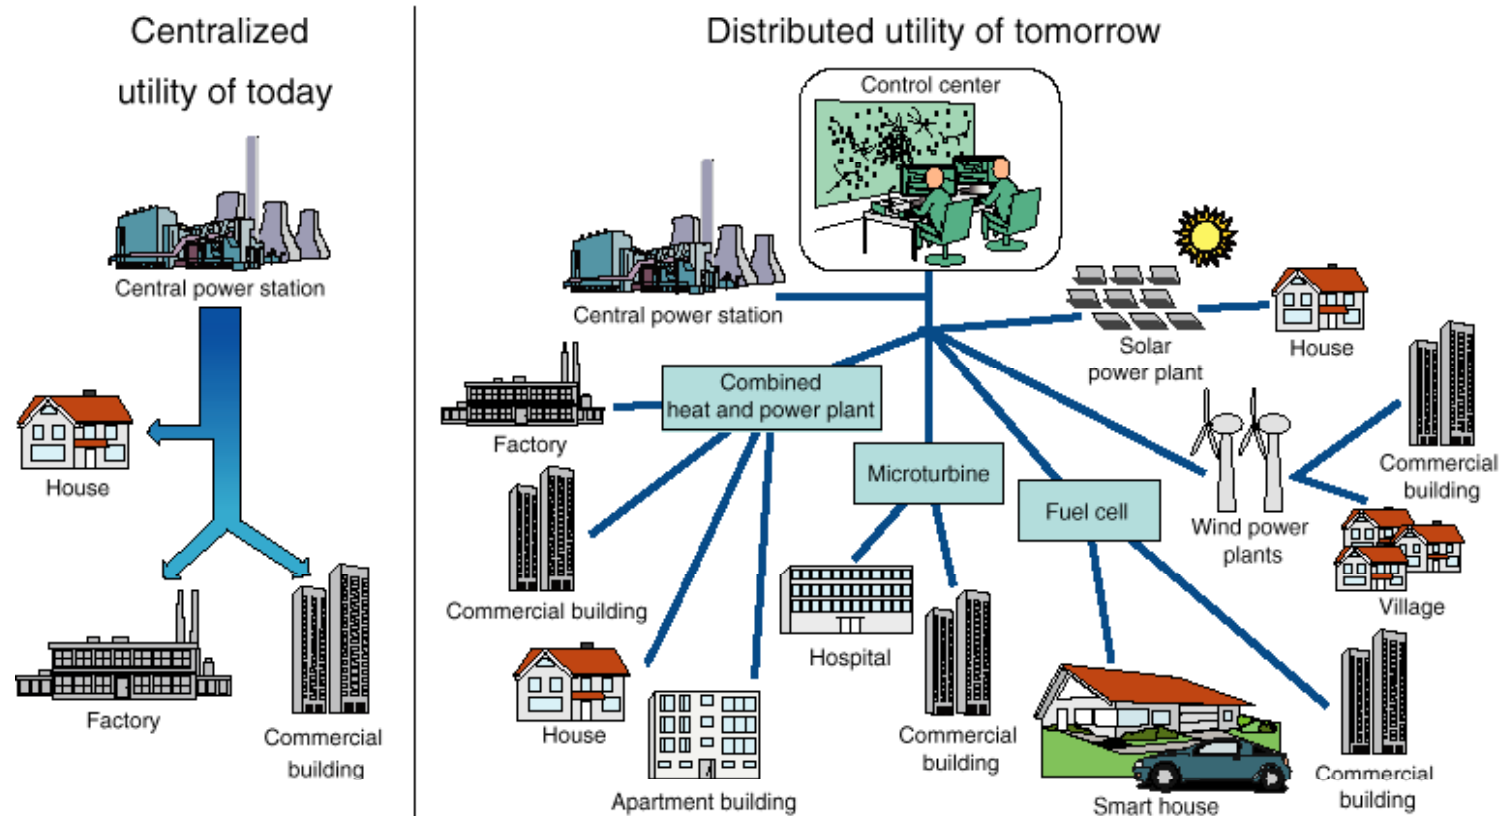 Centralized
utility of today
Central power station
House
Factory
Commercial
building
Distributed utility of tomorrow
Control center
Central power station
Solar
power plant
House
Combined
heat and power plant
Factory
Microturbine
Fuel cell
Wind power
plants
Commercial
building
Village
Commercial building
House
Apartment building
Hospital
Commercial
building
Smart house
Commercial
building